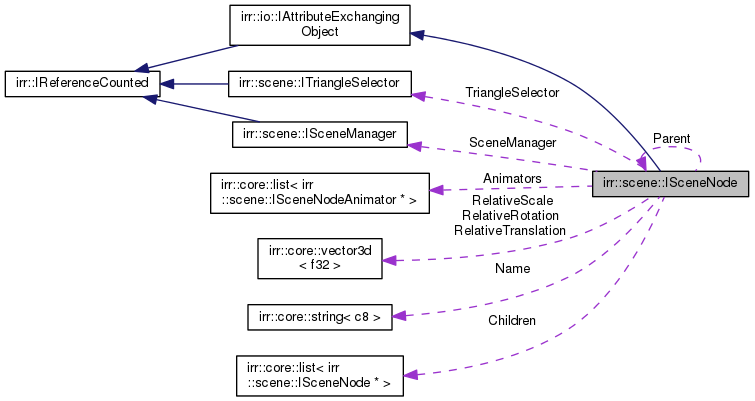 irr::io::IAttributeExchanging
Object
irr::IReferenceCounted
irr::scene::ITriangleSelector
TriangleSelector
irr::scene::ISceneManager
SceneManager
Parent
irr::scene::ISceneNode
irr::core::list< irr
::scene::ISceneNodeAnimator * >
Animators
RelativeScale
RelativeRotation
RelativeTranslation
irr::core::vector3d
< f32 >
Name
irr::core::string< c8 >
Children
irr::core::list< irr
::scene::ISceneNode * >